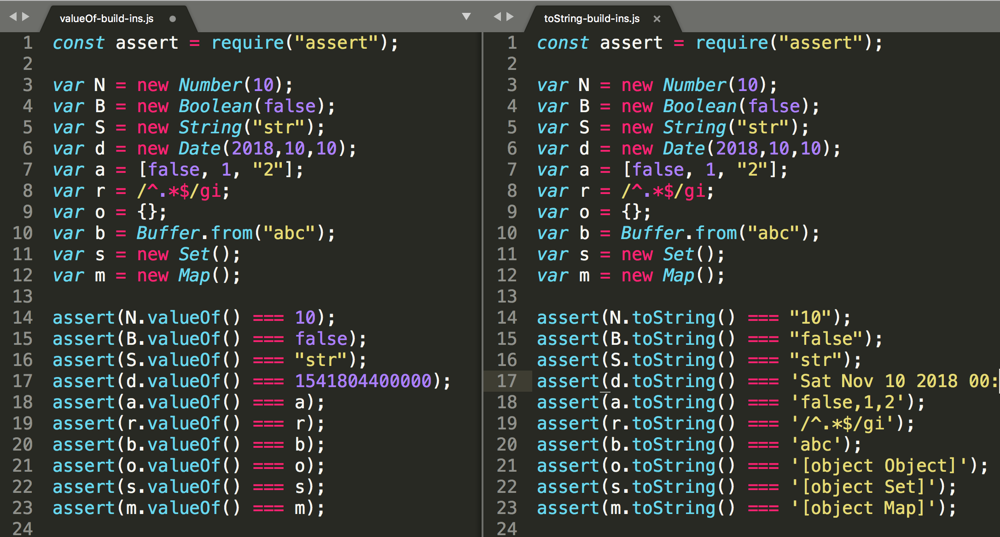 valueOf-build-ins.js
1 const assert = require("assert");
2
3 var N = new Number(10);
4 var B = new Boolean(false);
5 var S = new String("str");
6 var d = new Date(2018,10,10);
7 var a = [false, 1, "2"];
8 var r = /^.*$/gi;
9 var o = {};
10 var b = Buffer.from("abc");
11 var s = new Set();
12 var m = new Map();
13
14 assert(N.valueOf() === 10);
15 assert(B.valueOf() === false);
16 assert(S.valueOf() === "str");
17 assert(d.valueOf() === 1541804400000);
18 assert(a.valueOf() === a);
19 assert(r.valueOf() === r);
20 assert(b.valueOf() === b);
21 assert(o.valueOf() === o);
22 assert(s.valueOf() === s);
23 assert(m.valueOf() === m);
24
toString-build-ins.js
1 const assert = require("assert");
2
3 var N = new Number(10);
4 var B = new Boolean(false);
5 var S = new String("str");
6 var d = new Date(2018,10,10);
7 var a = [false, 1, "2"];
8 var r = /^.*$/gi;
9 var o = {};
10 var b = Buffer.from("abc");
11 var s = new Set();
12 var m = new Map();
13
14 assert(N.toString() === "10");
15 assert(B.toString() === "false");
16 assert(S.toString() === "str");
17 assert(d.toString() === 'Sat Nov 10 2018 00:
18 assert(a.toString() === 'false,1,2');
19 assert(r.toString() === '/^.*$/gi');
20 assert(b.toString() === 'abc');
21 assert(o.toString() === '[object Object]');
22 assert(s.toString() === '[object Set]');
23 assert(m.toString() === '[object Map]');
24